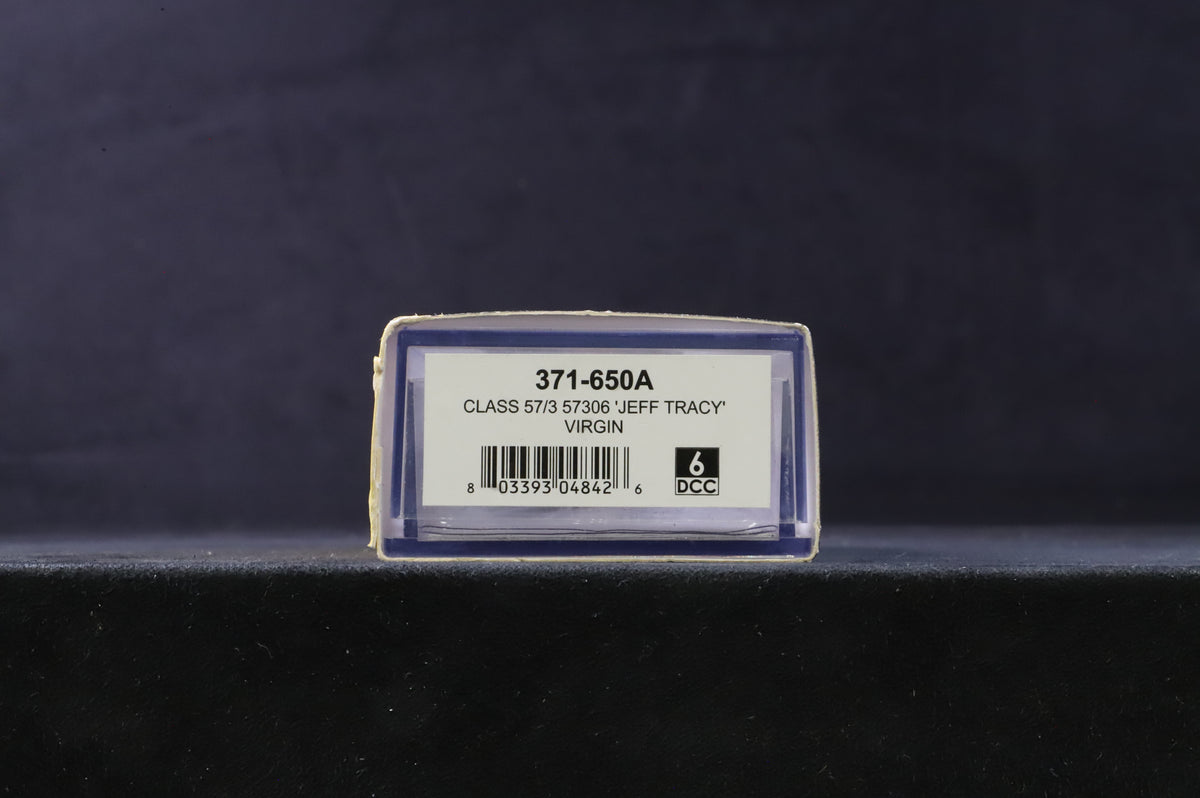 371-650A
CLASS 57/3 57306 'JEFF TRACY'
VIRGIN
8 03393 04842 6
6
DCC